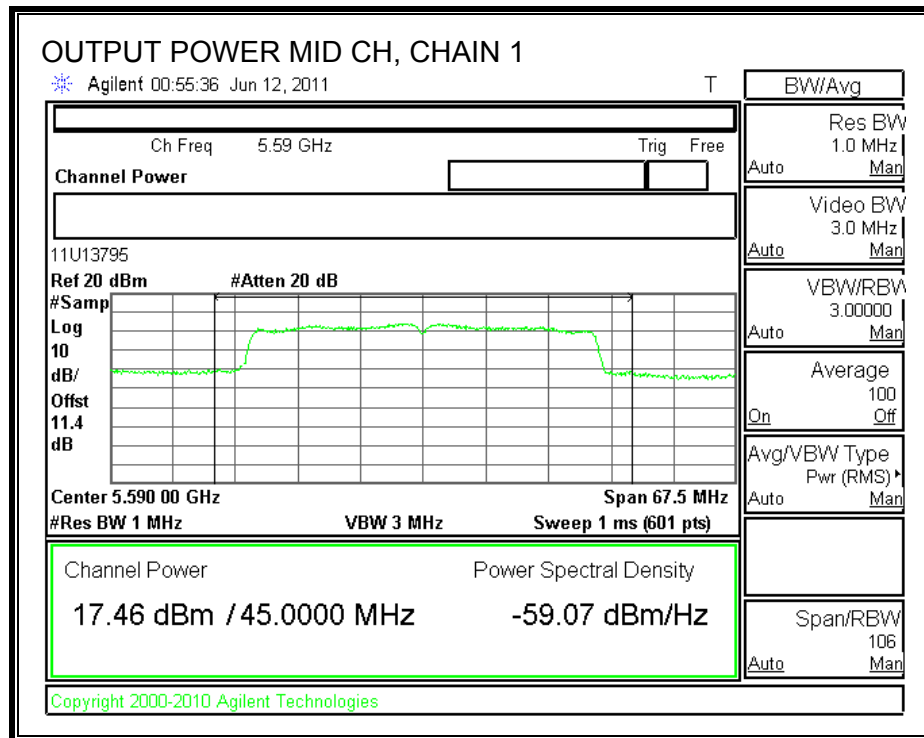 OUTPUT POWER MID CH, CHAIN 1
Agilent 00:55:36 Jun 12, 2011 T
BW/Avg
Ch Freq 5.59 GHz Trig Free
Channel Power
Res BW
1.0 MHz
Auto Man
Video BW
3.0 MHz
Auto Man
11U13795
Ref 20 dBm #Atten 20 dB
#Samp
Log
10
dB/
Offst
11.4
dB
VBW/RBW
3.00000
Auto Man
Average
100
On Off
Avg/VBW Type
Pwr (RMS)
Auto Man
Center 5.590 00 GHz Span 67.5 MHz
#Res BW 1 MHz VBW 3 MHz Sweep 1 ms (601 pts)
Channel Power Power Spectral Density
17.46 dBm / 45.0000 MHz -59.07 dBm/Hz
Span/RBW
106
Auto Man
Copyright 2000-2010 Agilent Technologies